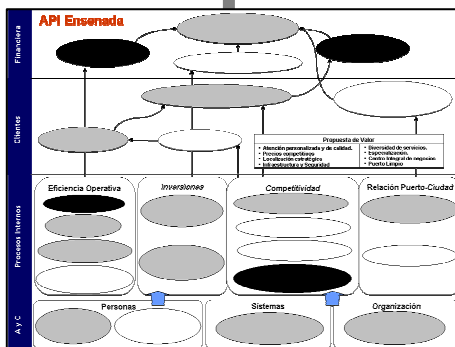 API Ensenada
Financiera
Clientes
Propuesta de Valor
• Atención personalizada y de calidad.
• Precios competitivos
• Localización estratégica
• Infraestructura y Seguridad
• Diversidad de servicios.
• Especialización.
• Centro Integral de negocios
• Puerto Limpio
Procesos Internos
Eficiencia Operativa
Inversiones
Competitividad
Relación Puerto-Ciudad
A y C
Personas
Sistemas
Organización